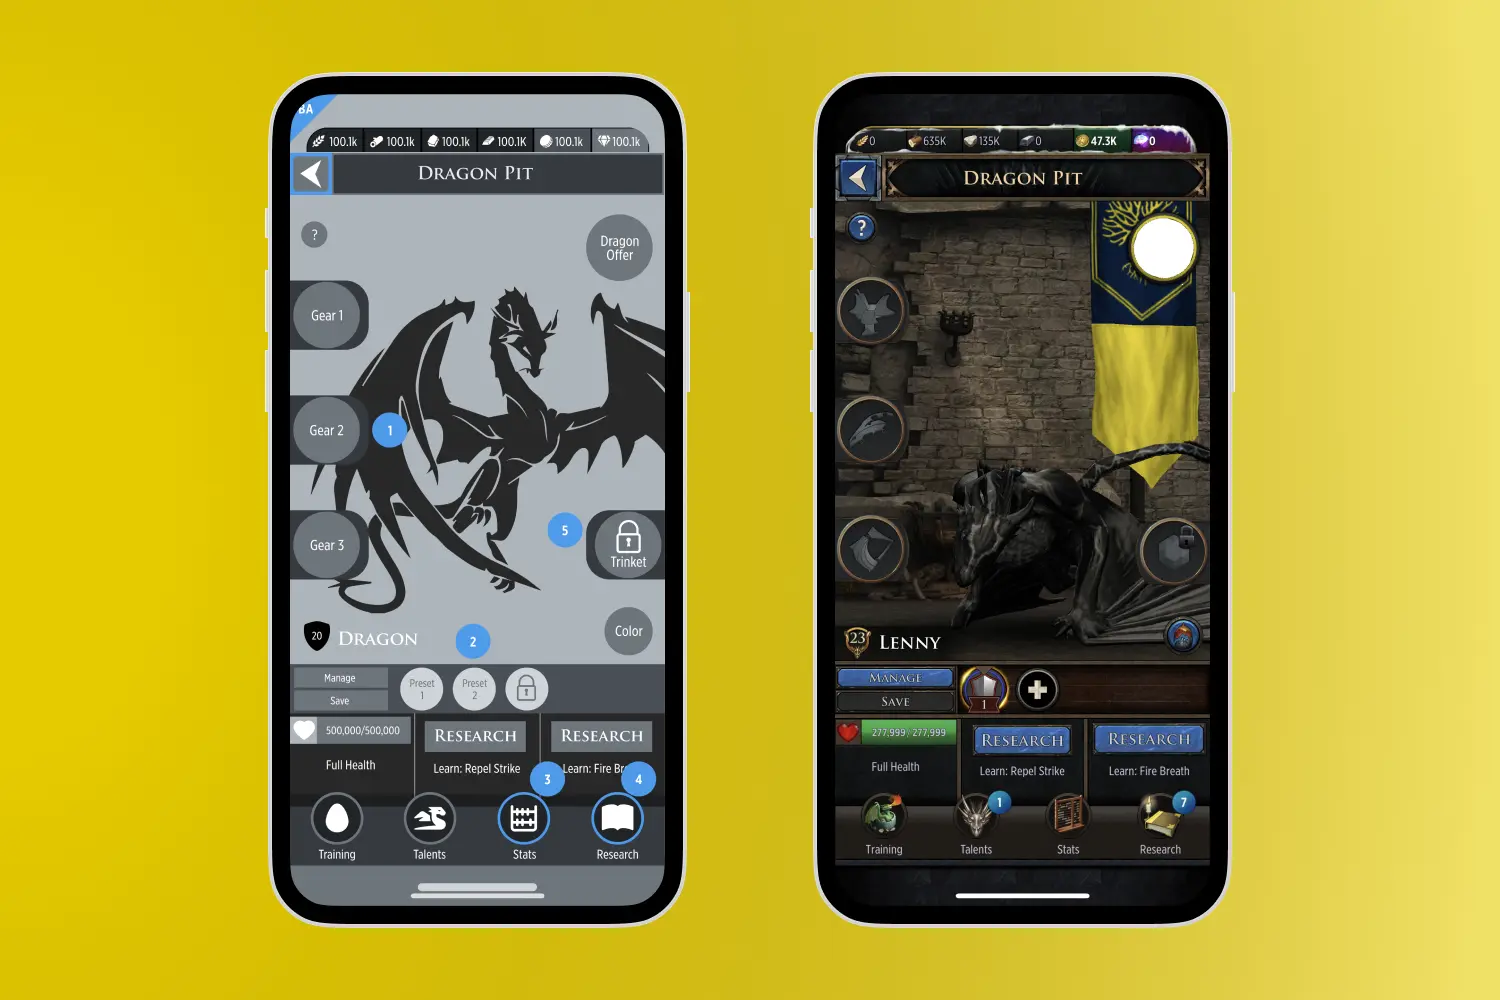 BA
100.1k 100.1k 100.1k 100.1K 100.1k 100.1k
DRAGON PIT
?
Dragon
Offer
Gear 1
Gear 2
1
Gear 3
5
Trinket
Color
20 DRAGON
2
Manage
Save
Preset
1
Preset
2
500,000/500,000
Full Health
RESEARCH
Learn: Repel Strike
RESEARCH
Learn: Fire Br
3
4
Training
Talents
Stats
Research
0 635K 135K 0 47.3K 0
DRAGON PIT
?
23 LENNY
MANAGE
SAVE
1
277,999 / 277,999
Full Health
RESEARCH
Learn: Repel Strike
RESEARCH
Learn: Fire Breath
1
7
Training
Talents
Stats
Research